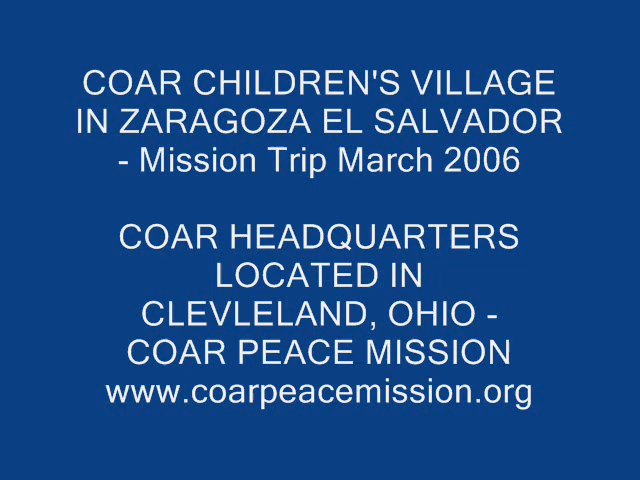 COAR CHILDREN'S VILLAGE
IN ZARAGOZA EL SALVADOR
- Mission Trip March 2006
COAR HEADQUARTERS
LOCATED IN
CLEVLELAND, OHIO -
COAR PEACE MISSION
www.coarpeacemission.org